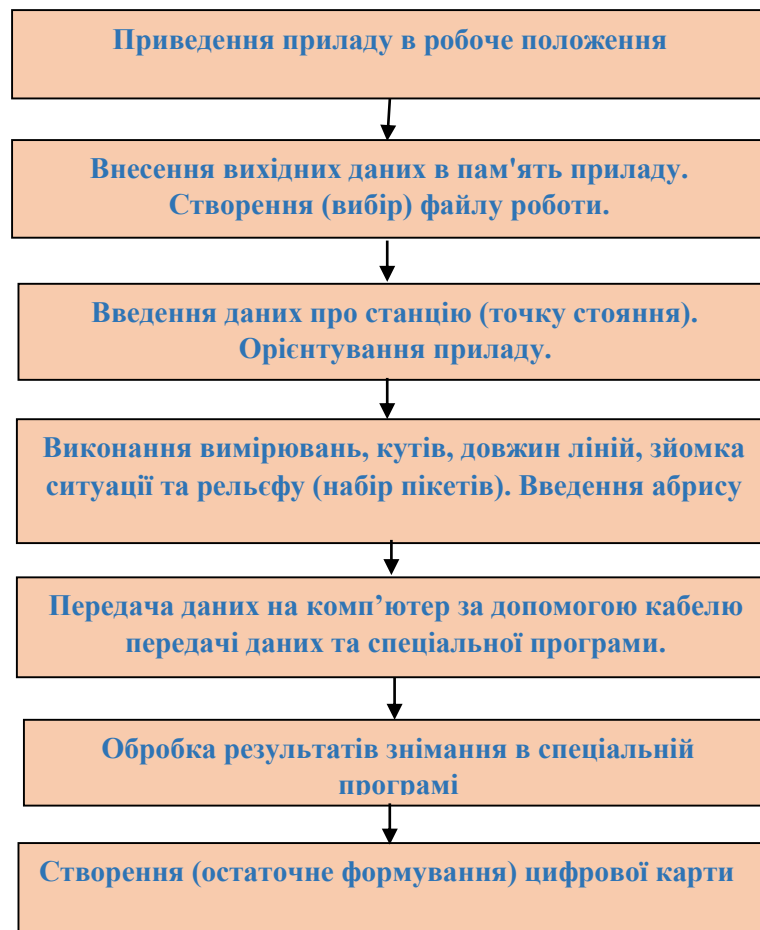 Приведення приладу в робоче положення
Внесення вихідних даних в пам'ять приладу.
Створення (вибір) файлу роботи.
Введення даних про станцію (точку стояння).
Орієнтування приладу.
Виконання вимірювань, кутів, довжин ліній, зйомка
ситуації та рельєфу (набір пікетів). Введення абрису
Передача даних на комп’ютер за допомогою кабелю
передачі даних та спеціальної програми.
Обробка результатів знімання в спеціальній
програмі
Створення (остаточне формування) цифрової карти